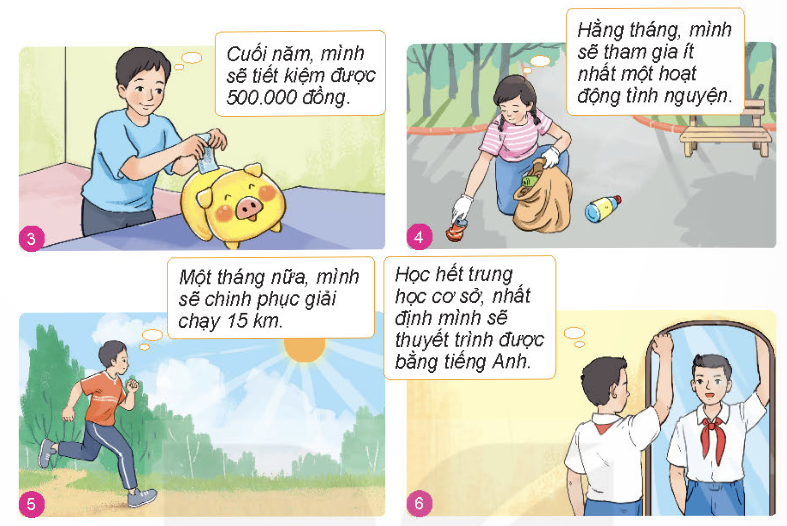 Cuối năm, mình
sẽ tiết kiệm được
500.000 đồng.
3
Hằng tháng, mình
sẽ tham gia ít
nhất một hoạt
động tình nguyện.
4
Một tháng nữa, mình
sẽ chinh phục giải
chạy 15 km.
5
Học hết trung
học cơ sở, nhất
định mình sẽ
thuyết trình được
bằng tiếng Anh.
6